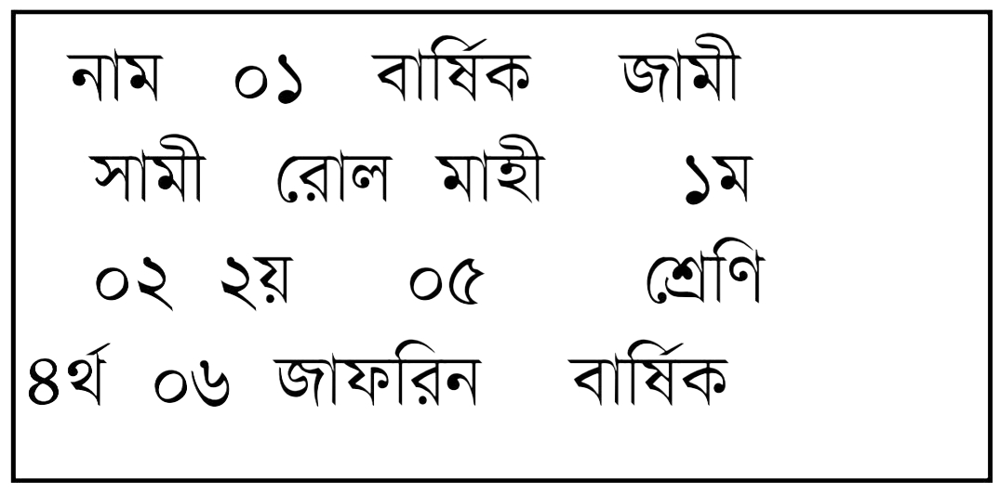 নাম ০১ বার্ষিক জামী
সামী রোল মাহী ১ম
০২ ২য় ০৫ শ্রেণি
৪র্থ ০৬ জাফরিন বার্ষিক